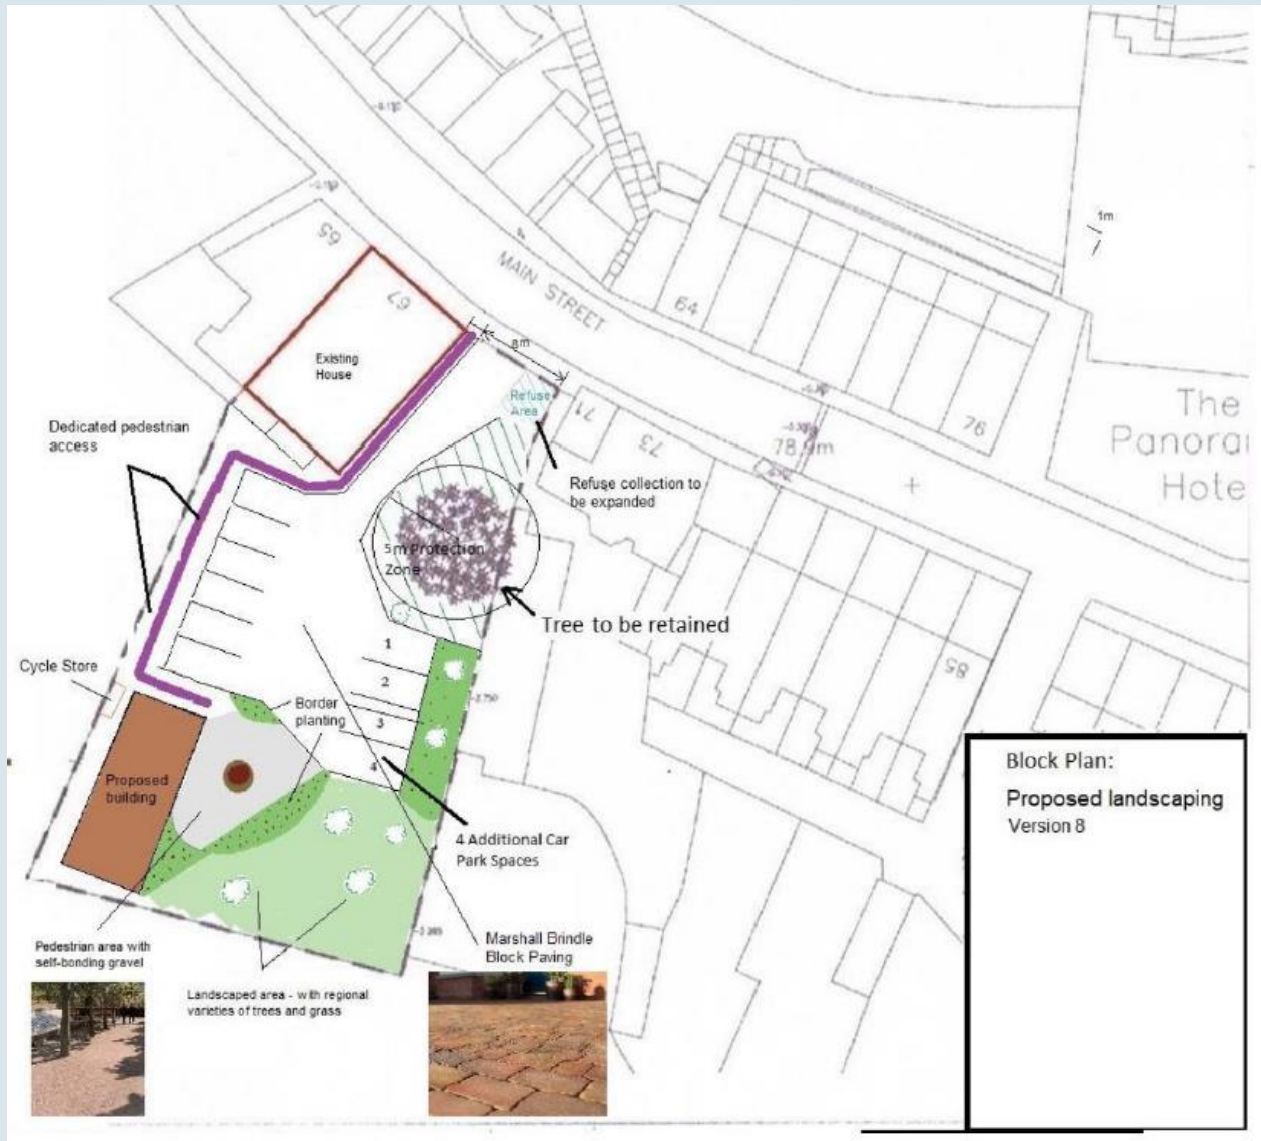 65
67
Existing
House
MAIN STREET
8m
1m
64
76
The
Hote
78.9m
71
73
85
Refuse
Area
Refuse collection to
be expanded
Dedicated pedestrian
access
5m Protection
Zone
Tree to be retained
Cycle Store
Border
planting
1
2
3
4
Proposed
building
4 Additional Car
Park Spaces
Block Plan:
Proposed landscaping
Version 8
Pedestrian area with
self-bonding gravel
Landscaped area - with regional
varieties of trees and grass
Marshall Brindle
Block Paving